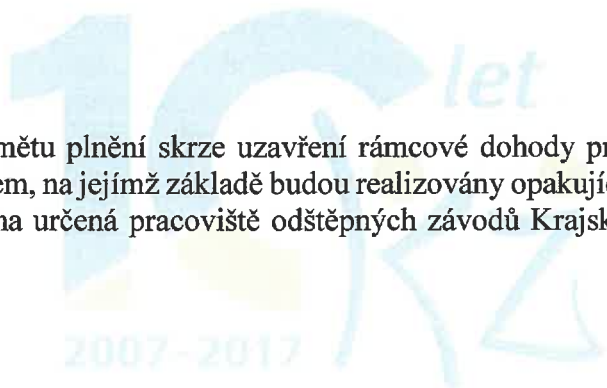 let
mětu plnění skrze uzavření rámcové dohody pr
em, na jejímž základě budou realizovány opakujíc
na určená pracoviště odštěpných závodů Krajsk
2007-2017